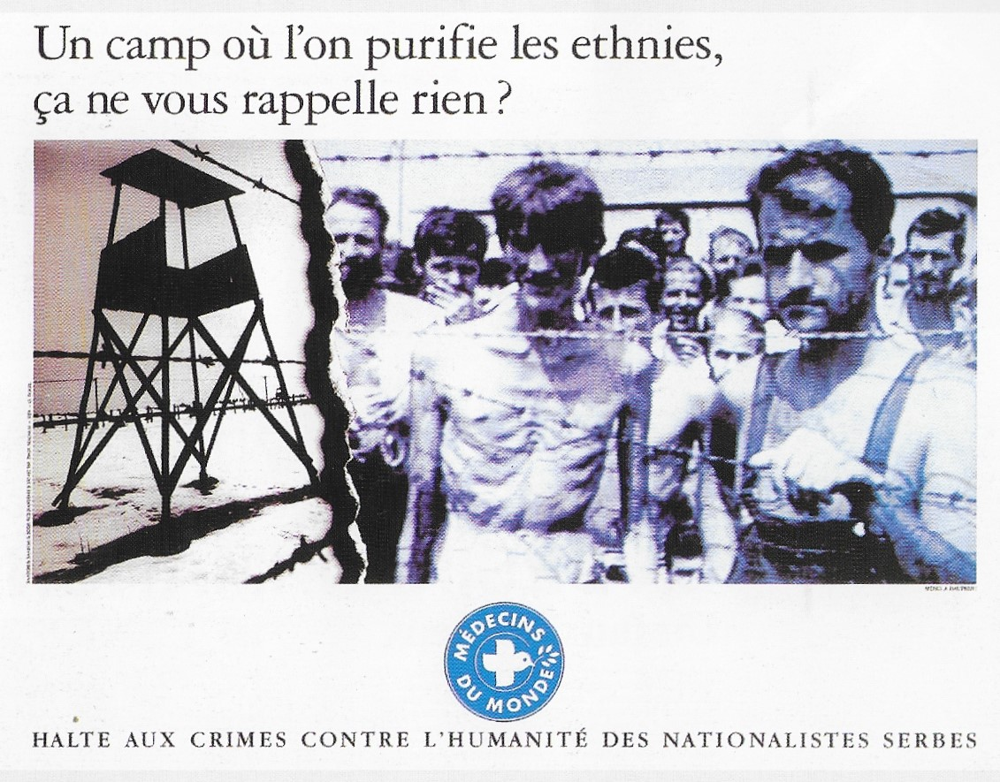 Un camp où l'on purifie les ethnies,
ça ne vous rappelle rien ?
MÉDECINS
DU MONDE
HALTE AUX CRIMES CONTRE L'HUMANITÉ DES NATIONALISTES SERBES